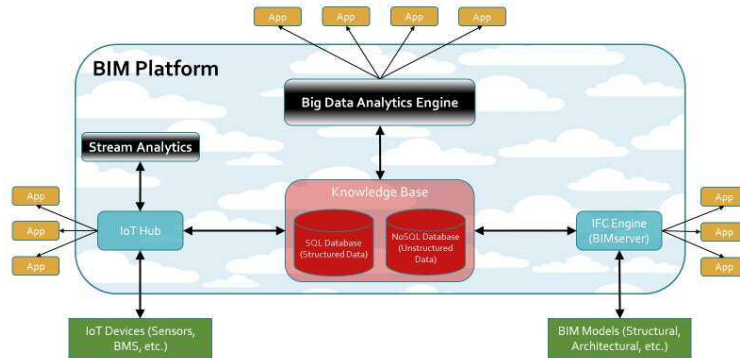 App
App
App
App
BIM Platform
Big Data Analytics Engine
Stream Analytics
Knowledge Base
App
App
App
IoT Hub
SQL Database
(Structured Data)
NoSQL Database
(Unstructured
Data)
IFC Engine
(BIMserver)
App
App
App
IoT Devices (Sensors,
BMS, etc.)
BIM Models (Structural,
Architectural, etc.)